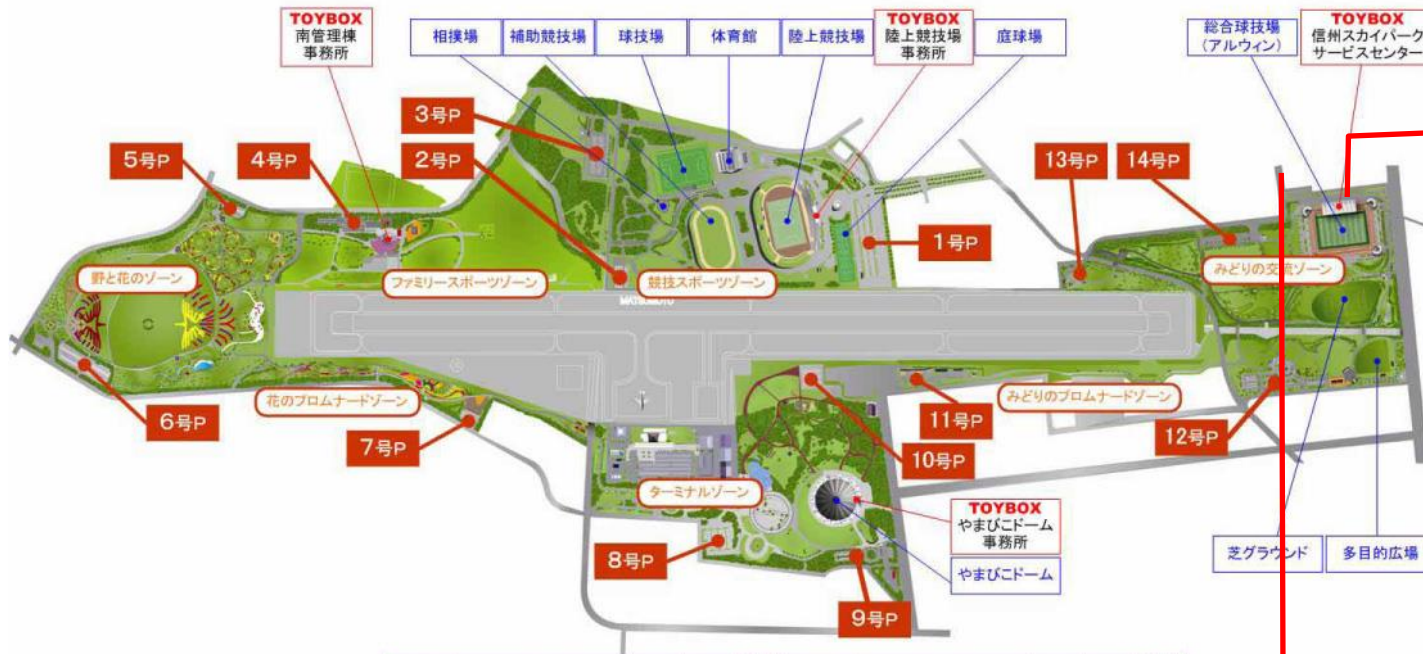 TOYBOX
南管理棟
事務所
相撲場
補助競技場
球技場
体育館
陸上競技場
TOYBOX
陸上競技場
事務所
庭球場
総合球技場
(アルウィン)
TOYBOX
信州スカイパーク
サービスセンター
3号P
2号P
5号P
4号P
13号P
14号P
1号P
野と花のゾーン
ファミリースポーツゾーン
競技スポーツゾーン
みどりの交流ゾーン
MATSUMOTO
花のプロムナードゾーン
みどりのプロムナードゾーン
6号P
7号P
11号P
10号P
12号P
ターミナルゾーン
TOYBOX
やまびこドーム
事務所
やまびこドーム
8号P
9号P
芝グラウンド
多目的広場